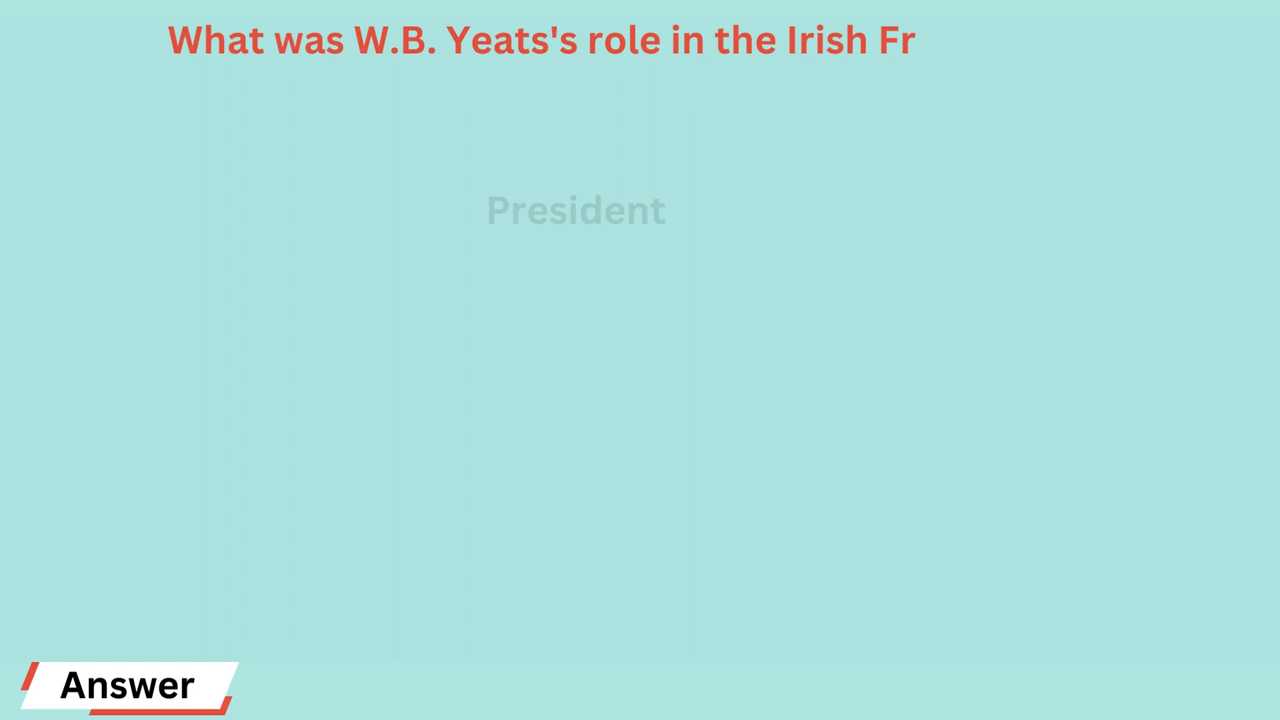 What was W.B. Yeats's role in the Irish Fr
President
Answer